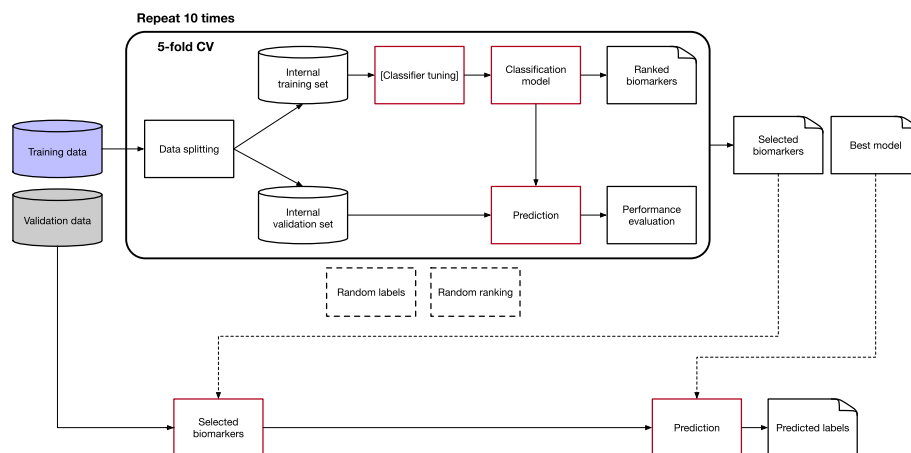 Repeat 10 times
5-fold CV
Internal
training set
[Classifier tuning]
Classification
model
Ranked
biomarkers
Training data
Data splitting
Selected
biomarkers
Best model
Validation data
Internal
validation set
Prediction
Performance
evaluation
Random labels
Random ranking
Selected
biomarkers
Prediction
Predicted labels